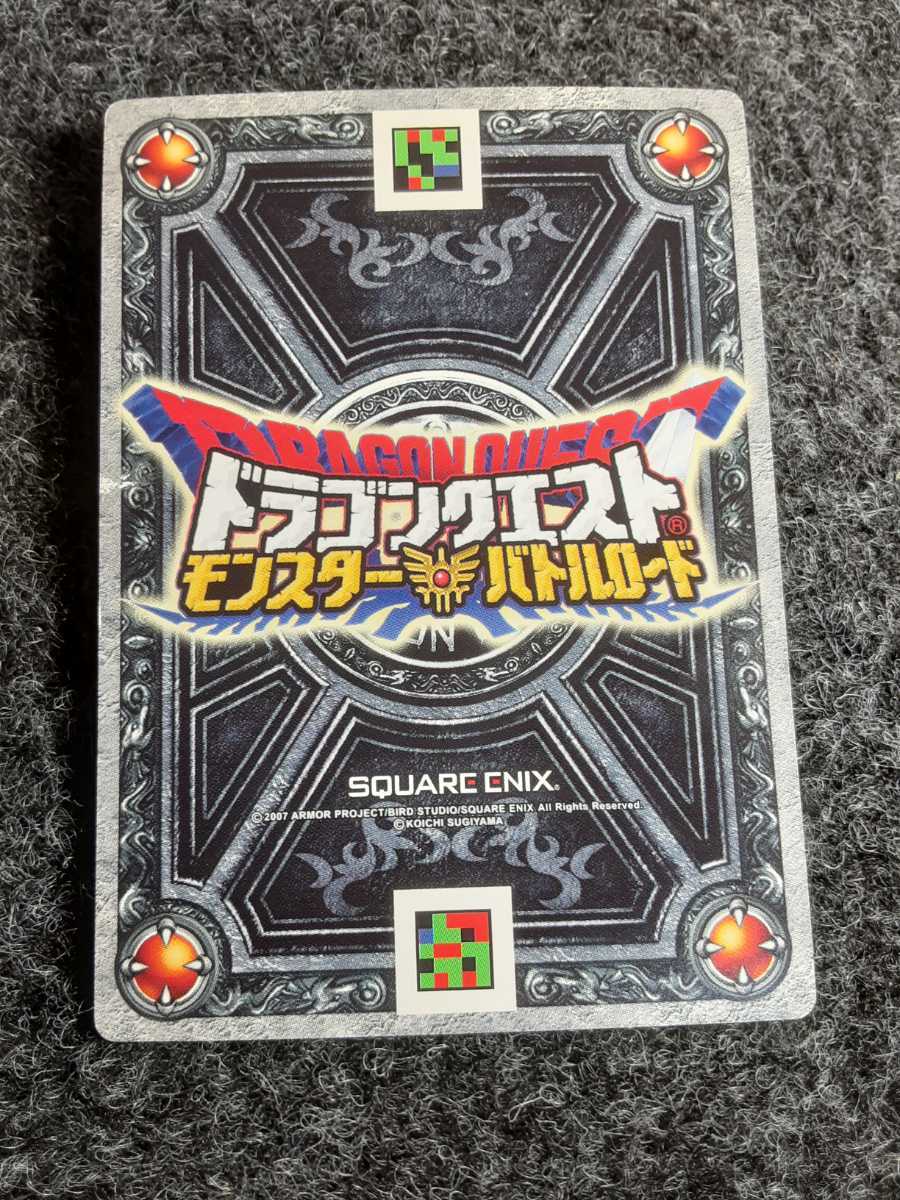 DRAGON QUEST
ドラゴンクエスト®
モンスターバトルロード
SQUARE ENIX®
©2007 ARMOR PROJECT/BIRD STUDIO/SQUARE ENIX All Rights Reserved.
©KOICHI SUGIYAMA